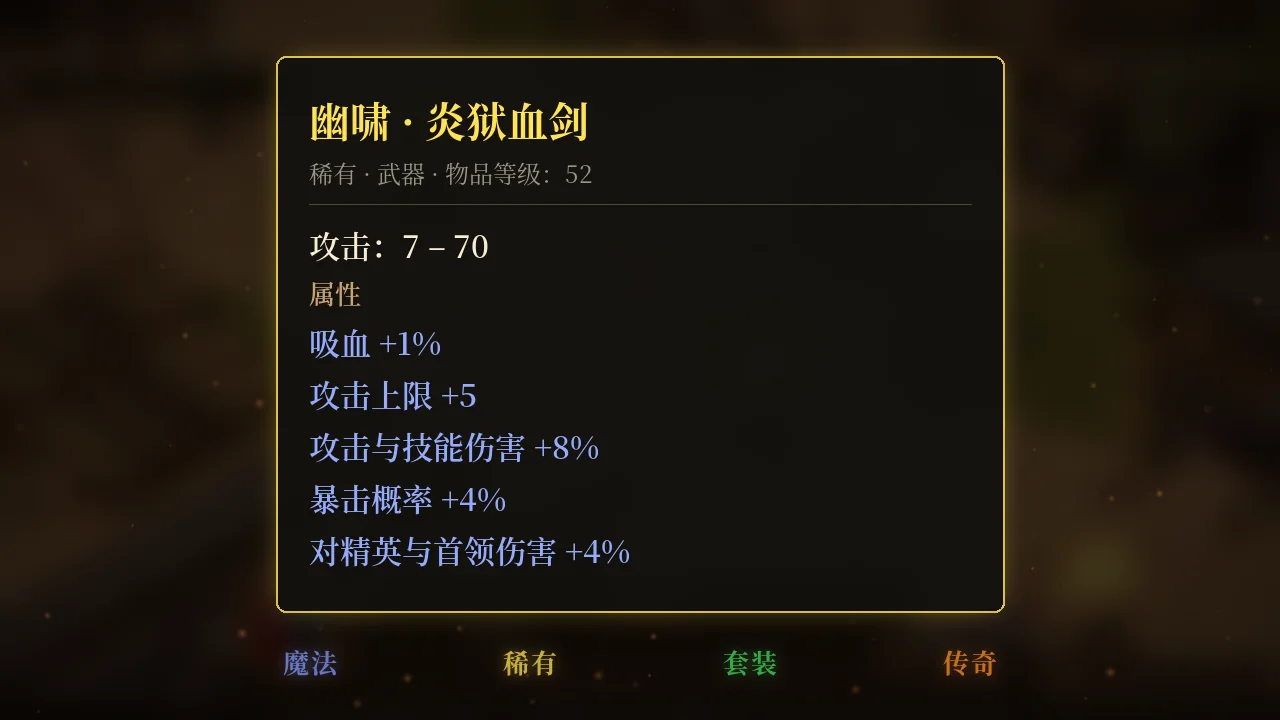 幽啸 · 炎狱血剑
稀有 · 武器 · 物品等级：52
攻击：7 – 70
属性
吸血 +1%
攻击上限 +5
攻击与技能伤害 +8%
暴击概率 +4%
对精英与首领伤害 +4%
魔法 稀有 套装 传奇